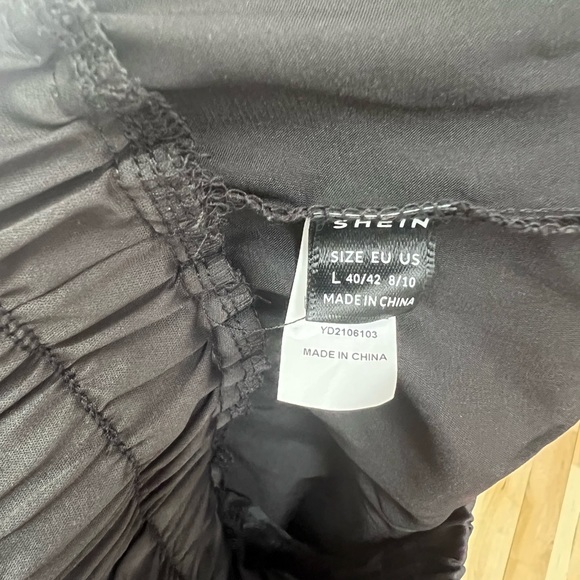 SHEIN
SIZE EU US
L 40/42 8/10
MADE IN CHINA
YD2106103
MADE IN CHINA